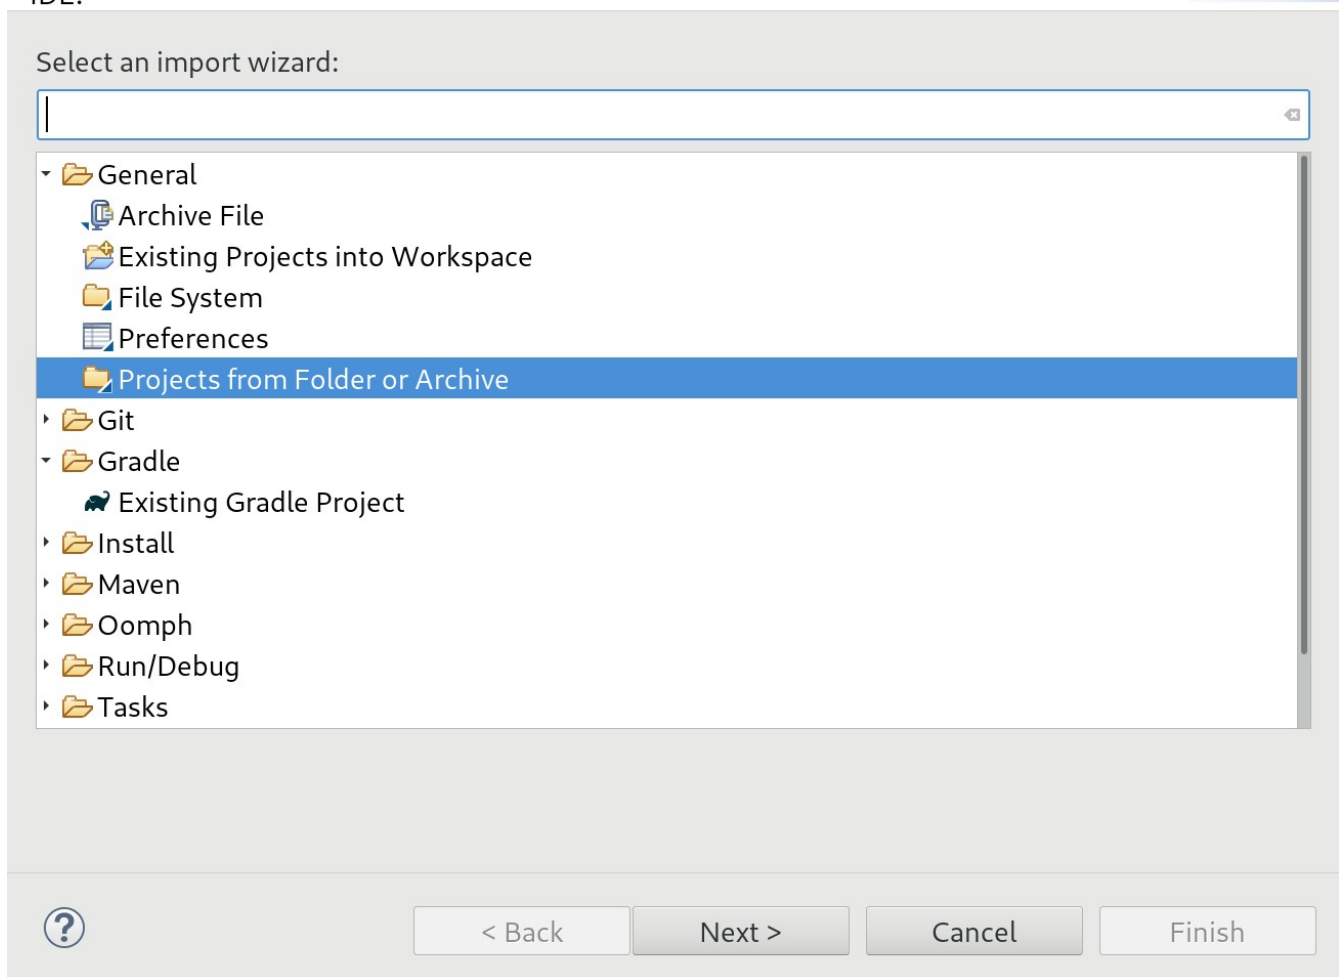 IDE.
Select an import wizard:
General
Archive File
Existing Projects into Workspace
File System
Preferences
Projects from Folder or Archive
Git
Gradle
Existing Gradle Project
Install
Maven
Oomph
Run/Debug
Tasks
?
< Back Next > Cancel Finish